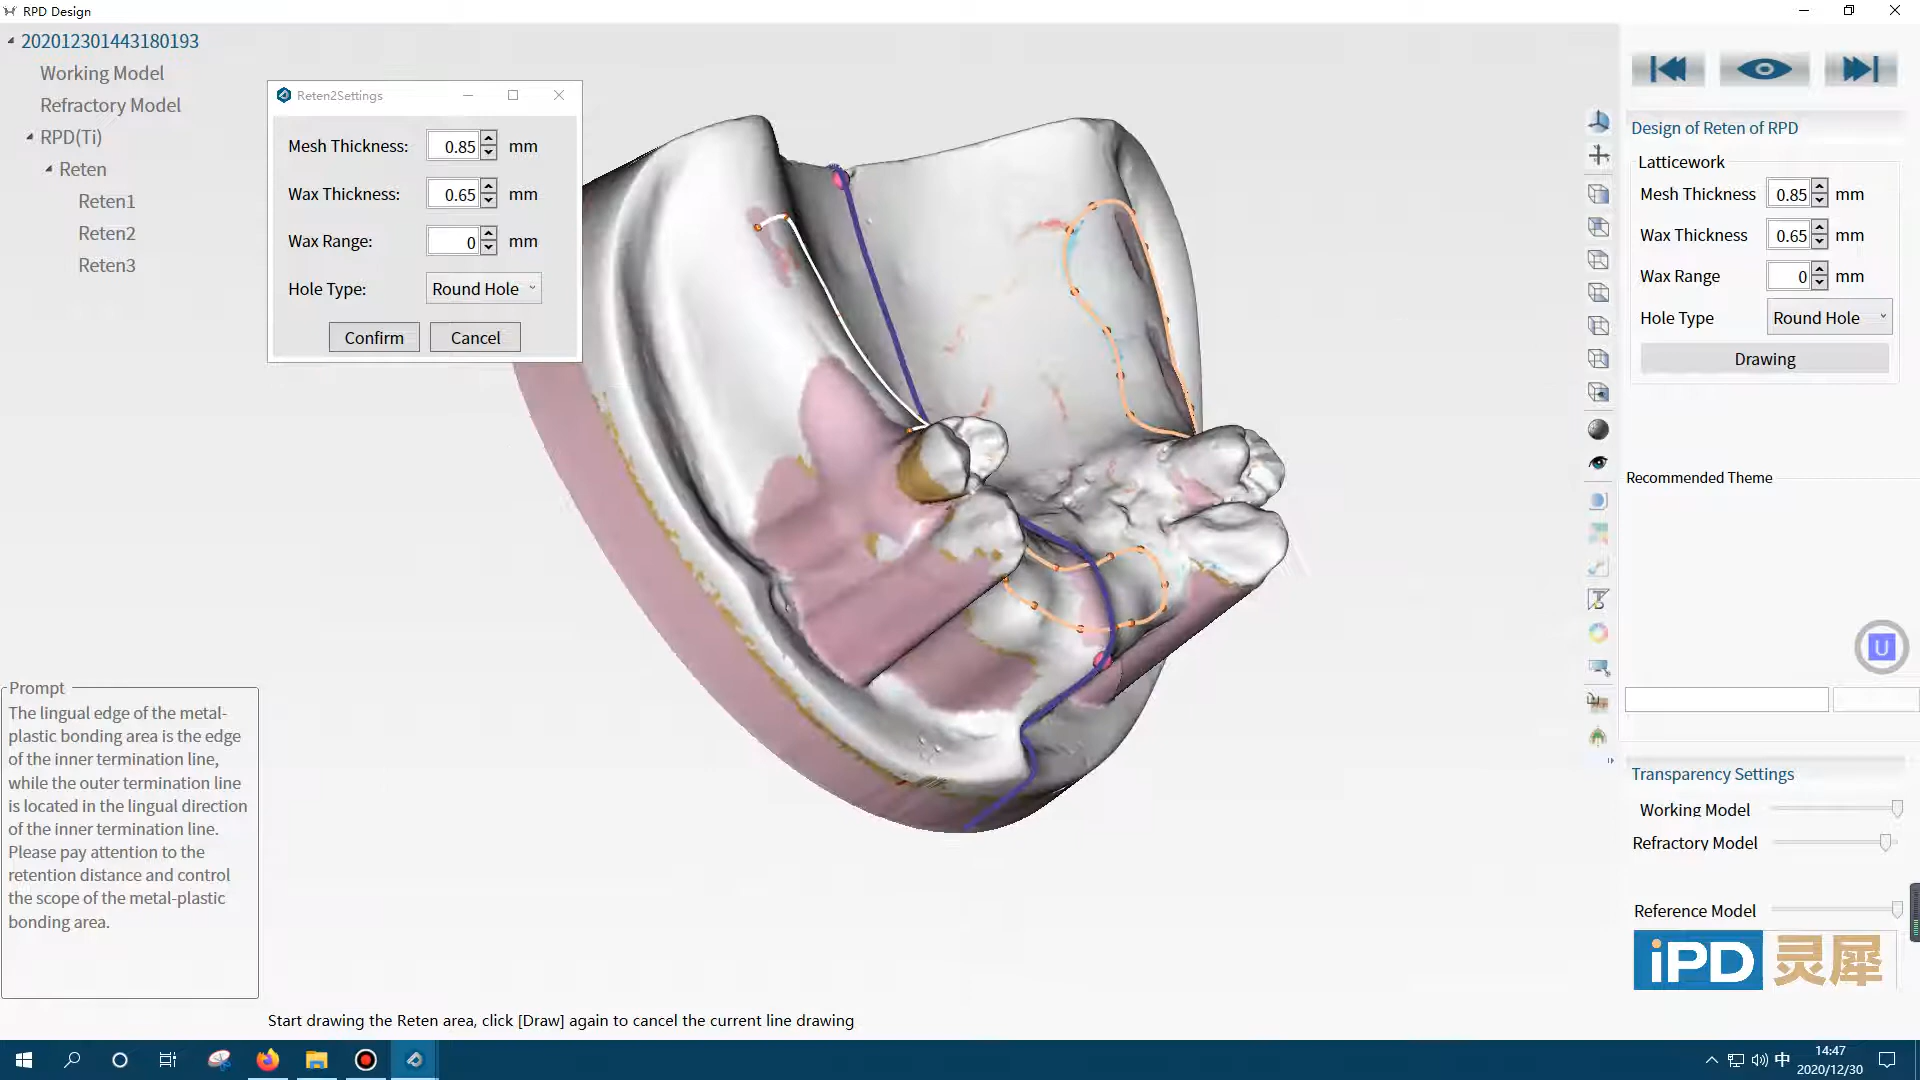 RPD Design
202012301443180193
Working Model
Refractory Model
RPD(Ti)
Reten
Reten1
Reten2
Reten3
Reten2Settings
Mesh Thickness: 0.85 mm
Wax Thickness: 0.65 mm
Wax Range: 0 mm
Hole Type: Round Hole
Confirm Cancel
Design of Reten of RPD
Latticework
Mesh Thickness 0.85 mm
Wax Thickness 0.65 mm
Wax Range 0 mm
Hole Type Round Hole
Drawing
Recommended Theme
U
Transparency Settings
Working Model
Refractory Model
Reference Model
iPD 灵犀
Prompt
The lingual edge of the metal-
plastic bonding area is the edge
of the inner termination line,
while the outer termination line
is located in the lingual direction
of the inner termination line.
Please pay attention to the
retention distance and control
the scope of the metal-plastic
bonding area.
Start drawing the Reten area, click [Draw] again to cancel the current line drawing
中
14:47
2020/12/30